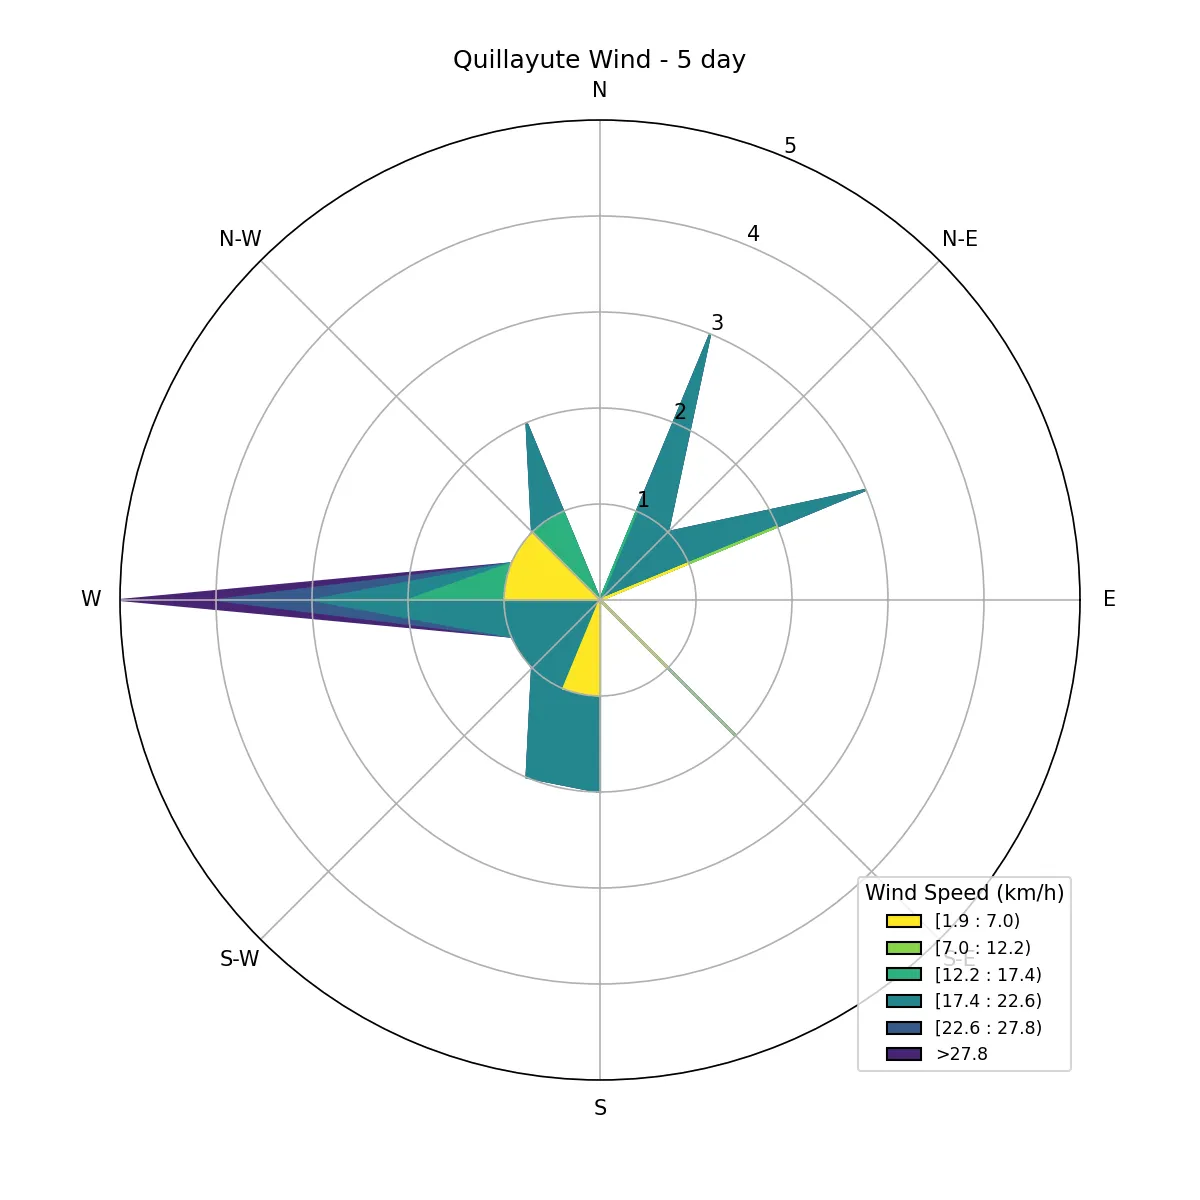 Quillayute Wind - 5 day
N
5
N-W
N-E
4
3
2
1
W
E
Wind Speed (km/h)
[1.9 : 7.0)
[7.0 : 12.2)
S-W
S-E
[12.2 : 17.4)
[17.4 : 22.6)
[22.6 : 27.8)
>27.8
S